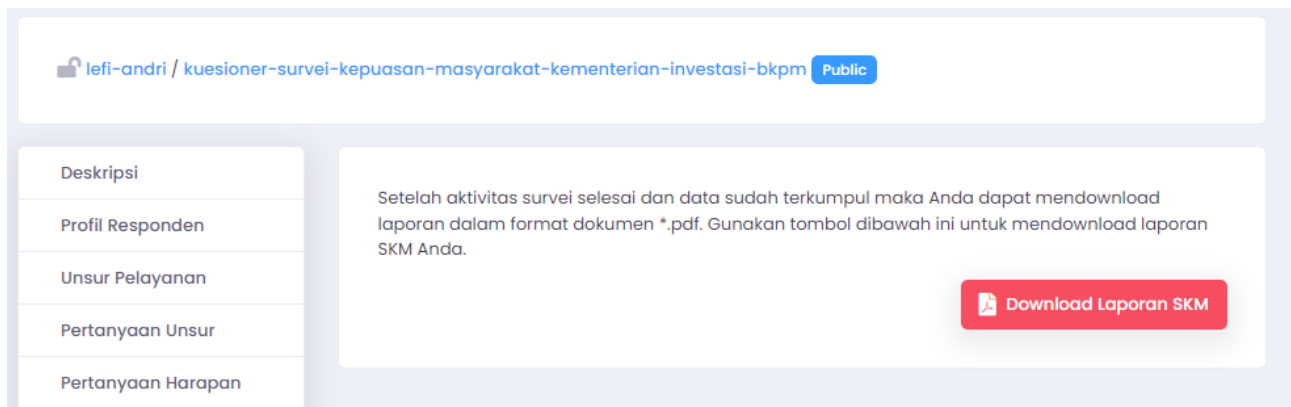 lefi-andri / kuesioner-survei-kepuasan-masyarakat-kementerian-investasi-bkpm Public
Deskripsi
Profil Responden
Unsur Pelayanan
Pertanyaan Unsur
Pertanyaan Harapan
Setelah aktivitas survei selesai dan data sudah terkumpul maka Anda dapat mendownload
laporan dalam format dokumen *.pdf. Gunakan tombol dibawah ini untuk mendownload laporan
SKM Anda.
Download Laporan SKM